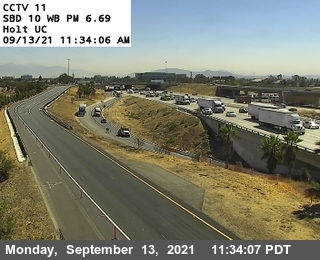 CCTV 11
SBD 10 WB PM 6.69
Holt UC
09/13/21 11:34:06 AM
Monday, September 13, 2021 11:34:07 PDT